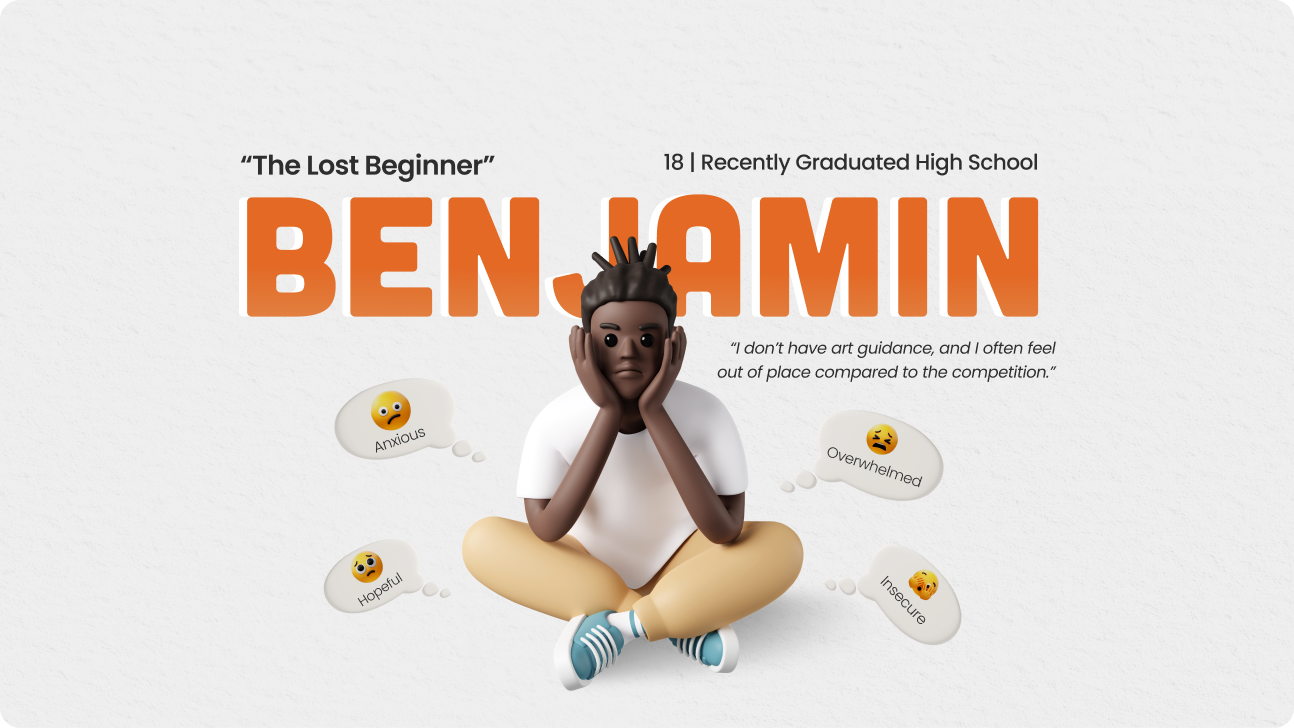 “The Lost Beginner”
18 | Recently Graduated High School
BENJAMIN
“I don’t have art guidance, and I often feel
out of place compared to the competition.”
Anxious
Overwhelmed
Hopeful
Insecure